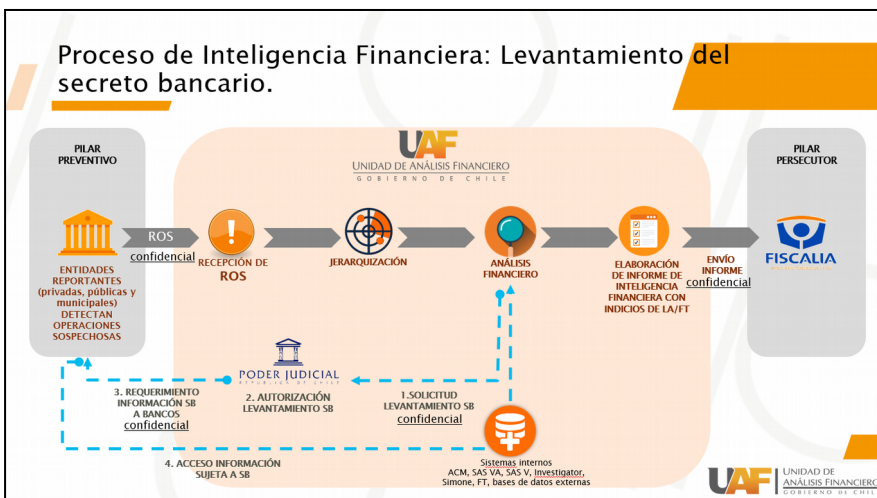 Proceso de Inteligencia Financiera: Levantamiento del
secreto bancario.
PILAR
PREVENTIVO
UAF
UNIDAD DE ANÁLISIS FINANCIERO
GOBIERNO DE CHILE
PILAR
PERSECUTOR
ROS
confidencial
ENTIDADES
REPORTANTES
(privadas, públicas y
municipales)
DETECTAN
OPERACIONES
SOSPECHOSAS
RECEPCIÓN DE
ROS
JERARQUIZACIÓN
ANÁLISIS
FINANCIERO
ELABORACIÓN
DE INFORME DE
INTELIGENCIA
FINANCIERA CON
INDICIOS DE LA/FT
ENVÍO
INFORME
confidencial
FISCALIA
PODER JUDICIAL
REPUBLICA DE CHILE
3. REQUERIMIENTO
INFORMACIÓN SB
A BANCOS
confidencial
2. AUTORIZACIÓN
LEVANTAMIENTO SB
1.SOLICITUD
LEVANTAMIENTO SB
confidencial
4. ACCESO INFORMACIÓN
SUJETA A SB
Sistemas internos
ACM, SAS VA, SAS V, Investigator,
Simone, FT, bases de datos externas
UAF
UNIDAD DE
ANÁLISIS FINANCIERO
GOBIERNO DE CHILE